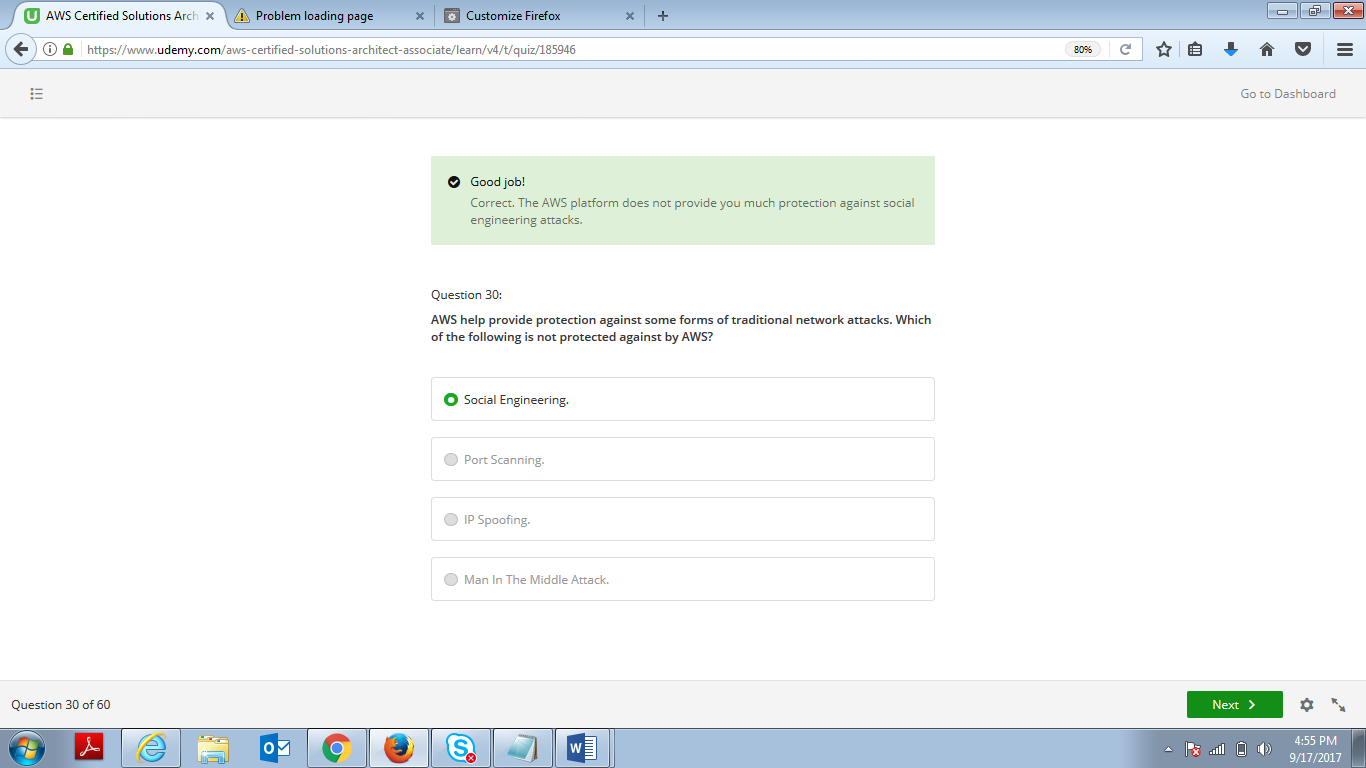 AWS Certified Solutions Arch
Problem loading page
Customize Firefox
https://www.udemy.com/aws-certified-solutions-architect-associate/learn/v4/t/quiz/185946
80%
Go to Dashboard
Good job!
Correct. The AWS platform does not provide you much protection against social
engineering attacks.
Question 30:
AWS help provide protection against some forms of traditional network attacks. Which
of the following is not protected against by AWS?
Social Engineering.
Port Scanning.
IP Spoofing.
Man In The Middle Attack.
Question 30 of 60
Next
4:55 PM
9/17/2017